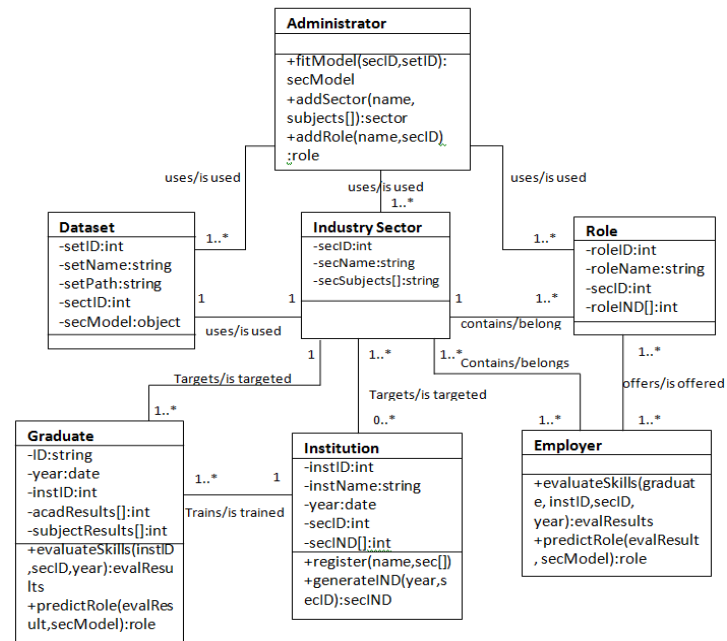 Administrator
+fitModel(secID,setID):
secModel
+addSector(name,
subjects[]):sector
+addRole(name,secID)
:role
uses/is used
uses/is used
uses/is used
1..*
1..*
1..*
Dataset
-setID:int
-setName:string
-setPath:string
-sectID:int
-secModel:object
Industry Sector
-secID:int
-secName:string
-secSubjects[]:string
Role
-roleID:int
-roleName:string
-secID:int
-roleIND[]:int
1
1
uses/is used
1
1..*
contains/belong
1
1..*
1..*
1..*
Targets/is targeted
Targets/is targeted
Contains/belongs
offers/is offered
1..*
0..*
1..*
1..*
Graduate
-ID:string
-year:date
-instID:int
-acadResults[]:int
-subjectResults[]:int
+evaluateSkills(instID
,secID,year):evalResu
lts
+predictRole(evalRes
ult,secModel):role
1..*
1
Trains/is trained
Institution
-instID:int
-instName:string
-year:date
-secID:int
-secIND[]:int
+register(name,sec[])
+generateIND(year,s
ecID):secIND
Employer
+evaluateSkills(graduat
e, instID,secID,
year):evalResults
+predictRole(evalResult
, secModel):role